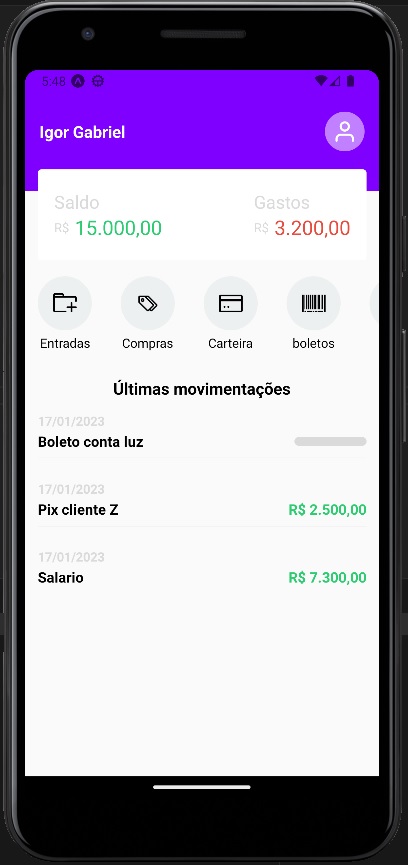 5:48
Igor Gabriel
Saldo
Gastos
R$ 15.000,00
R$ 3.200,00
Entradas
Compras
Carteira
boletos
Últimas movimentações
17/01/2023
Boleto conta luz
17/01/2023
Pix cliente Z
R$ 2.500,00
17/01/2023
Salario
R$ 7.300,00